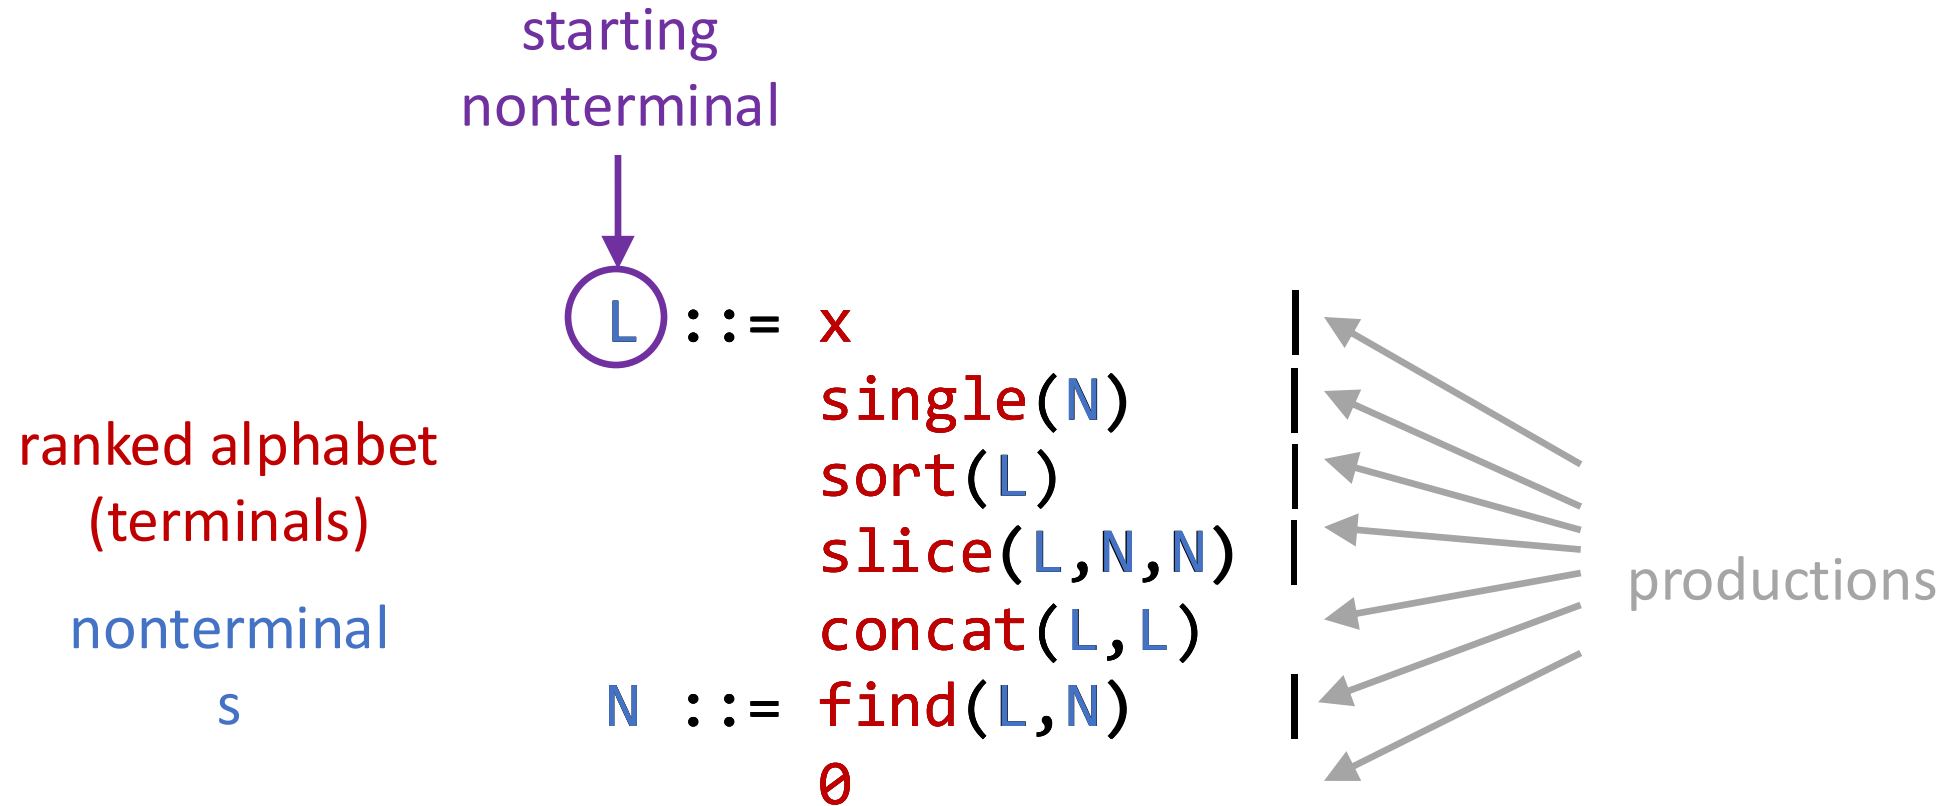 starting
nonterminal
L ::= x |
single(N) |
sort(L) |
slice(L,N,N) |
concat(L,L)
N ::= find(L,N) |
0
ranked alphabet
(terminals)
nonterminal
s
productions